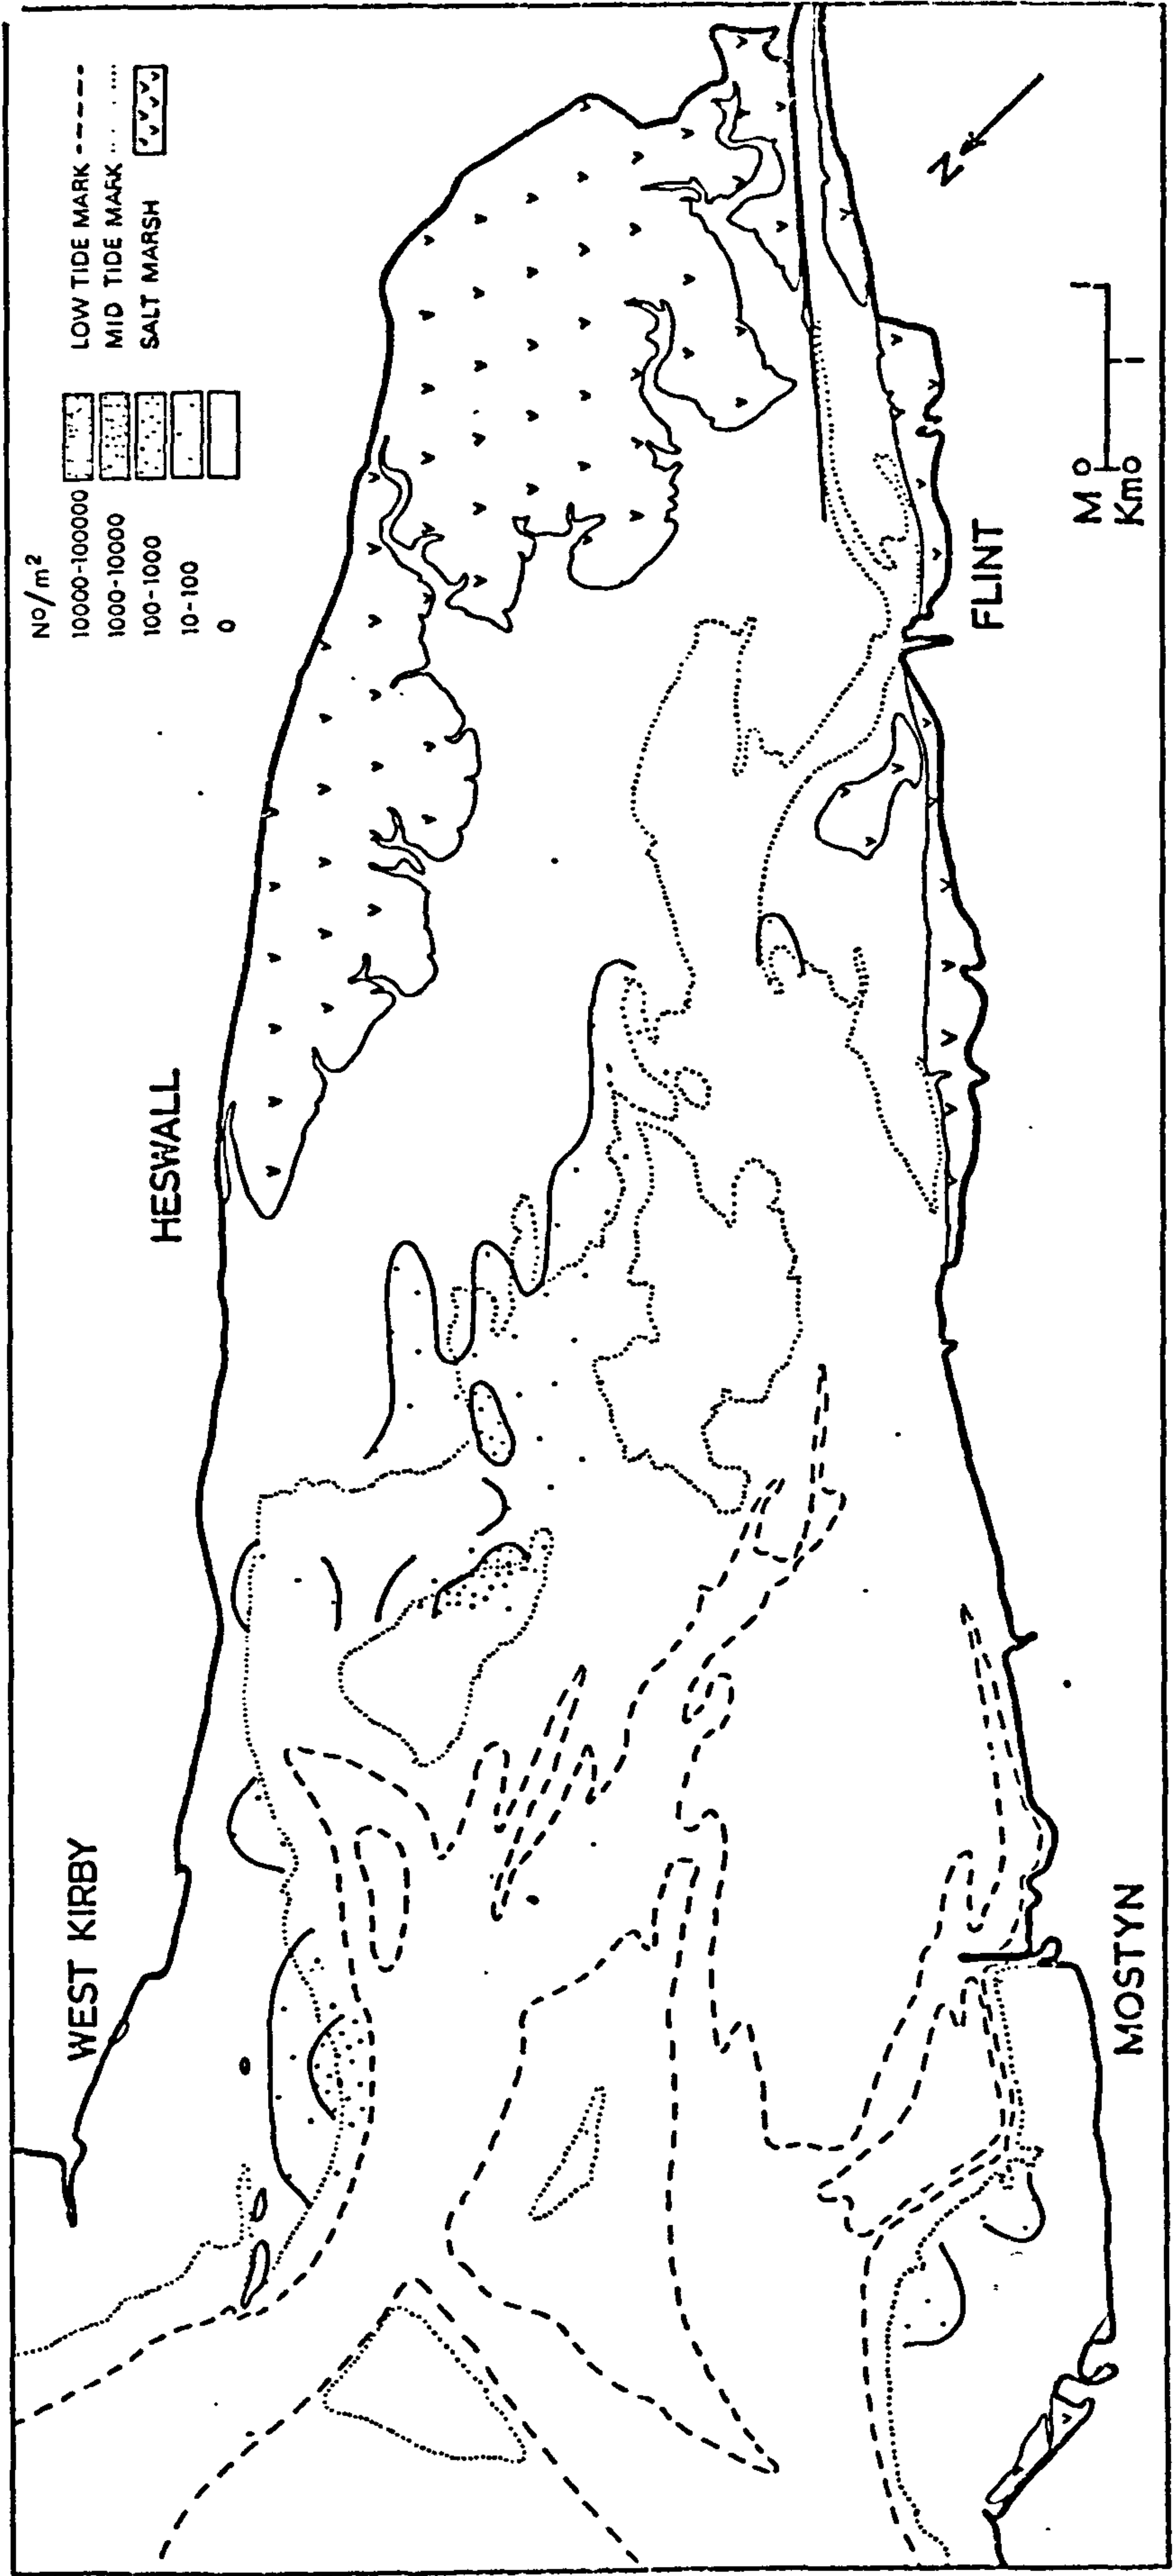 Nº/m²
10000-100000
1000-10000
100-1000
10-100
0
LOW TIDE MARK
MID TIDE MARK
SALT MARSH
WEST KIRBY
HESWALL
N
M 0 1
Km 0 1
FLINT
MOSTYN